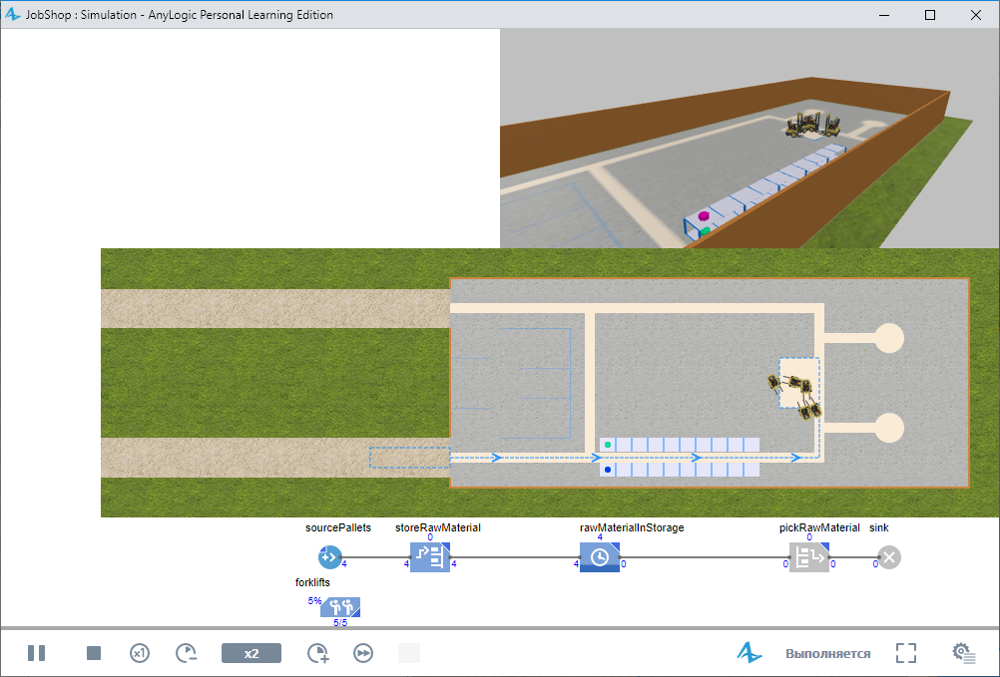 JobShop : Simulation - AnyLogic Personal Learning Edition
sourcePallets storeRawMaterial rawMaterialInStorage pickRawMaterial sink
0 4 0
4 4 4 4 0 0 0 0
forklifts
5%
5/5
x1 x2 Выполняется